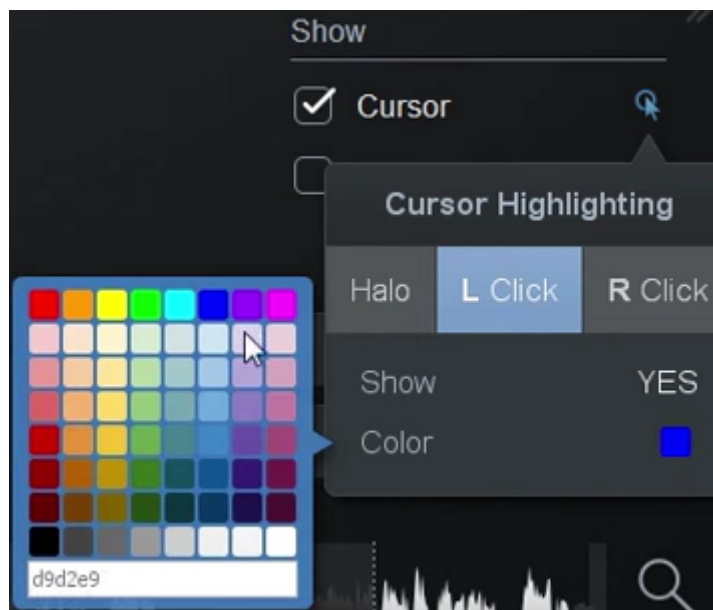 Show
Cursor
Cursor Highlighting
Halo
L Click
R Click
Show
YES
Color
d9d2e9